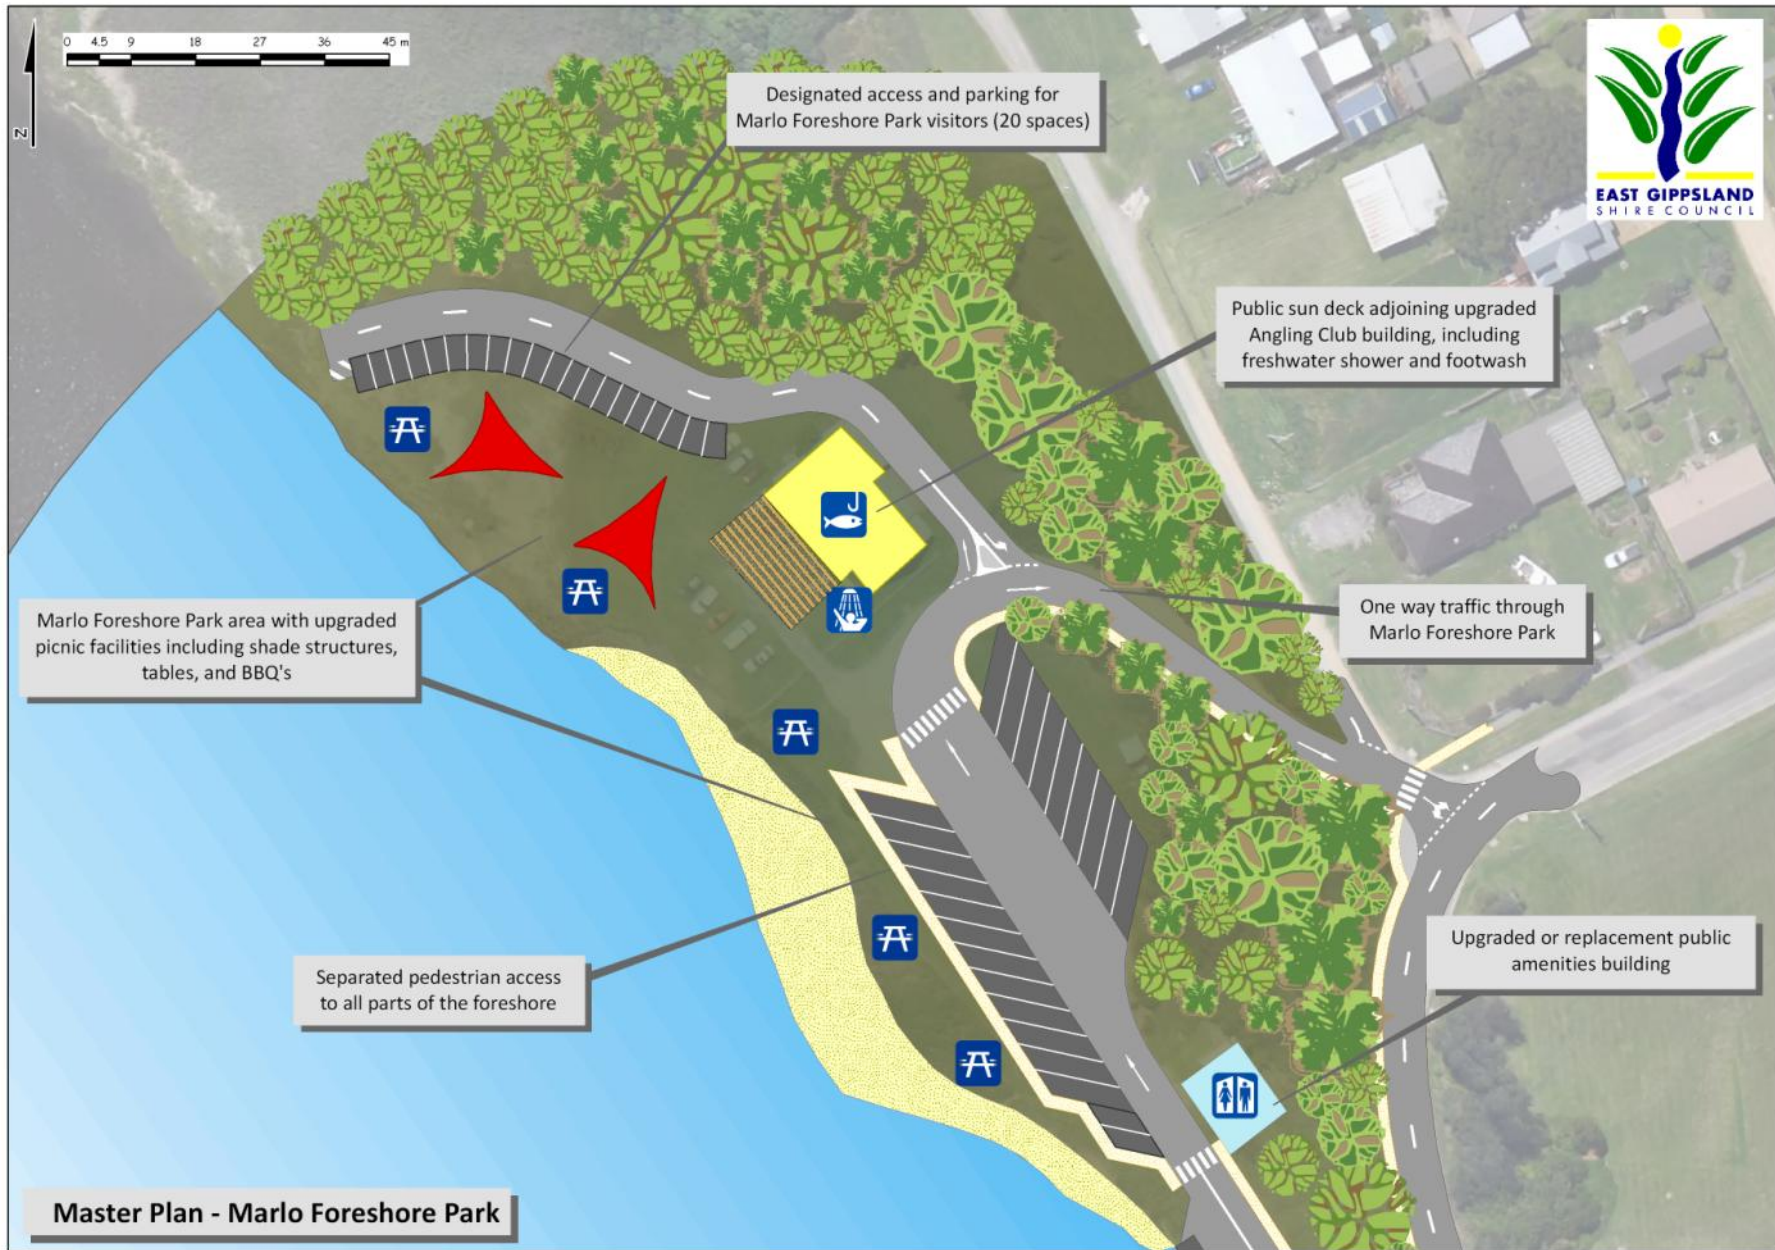 0 4.5 9 18 27 36 45 m
N
Designated access and parking for
Marlo Foreshore Park visitors (20 spaces)
EAST GIPPSLAND
SHIRE COUNCIL
Public sun deck adjoining upgraded
Angling Club building, including
freshwater shower and footwash
Marlo Foreshore Park area with upgraded
picnic facilities including shade structures,
tables, and BBQ's
One way traffic through
Marlo Foreshore Park
Separated pedestrian access
to all parts of the foreshore
Upgraded or replacement public
amenities building
Master Plan - Marlo Foreshore Park